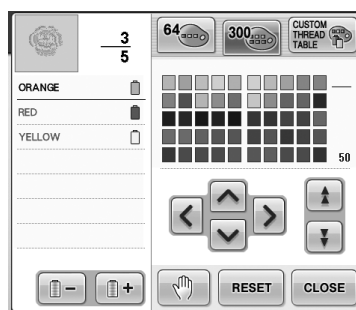 3
5
ORANGE
RED
YELLOW
64
300
CUSTOM
THREAD
TABLE
50
RESET
CLOSE